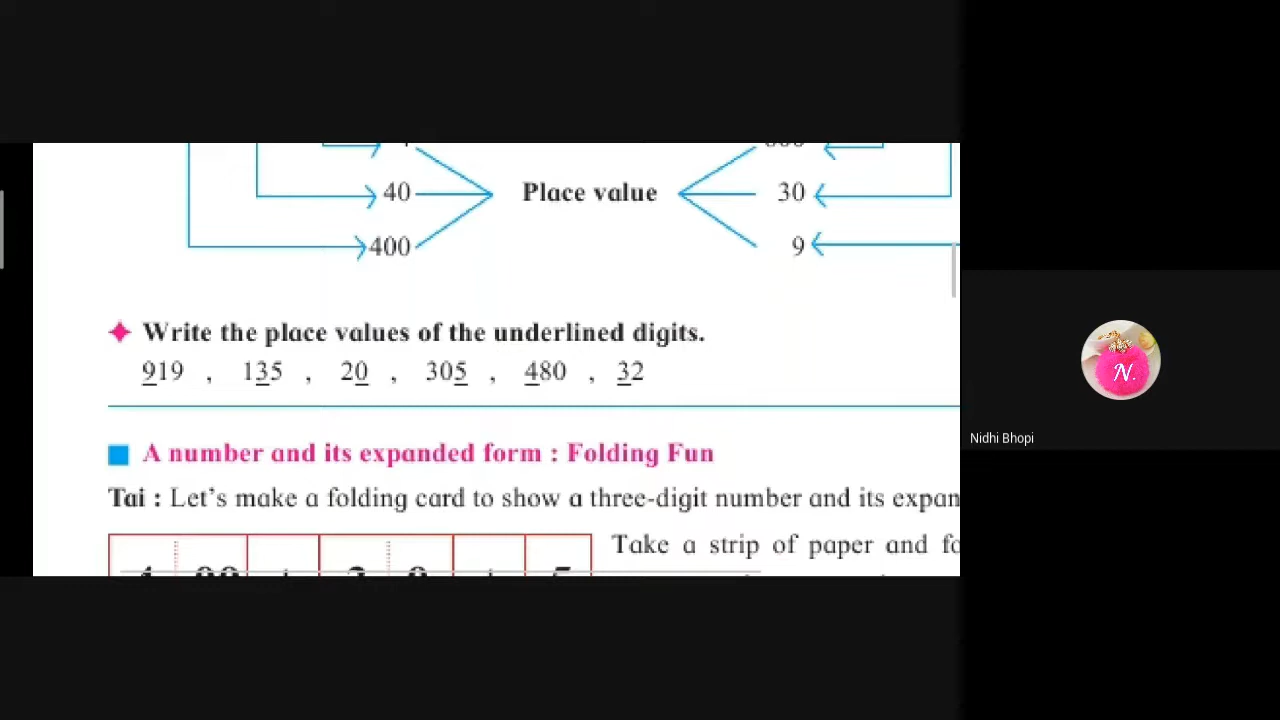 40 Place value 30
400 9
Write the place values of the underlined digits.
919 , 135 , 20 , 305 , 480 , 32
A number and its expanded form : Folding Fun
Tai : Let's make a folding card to show a three-digit number and its expan
Take a strip of paper and fo
N.
Nidhi Bhopi